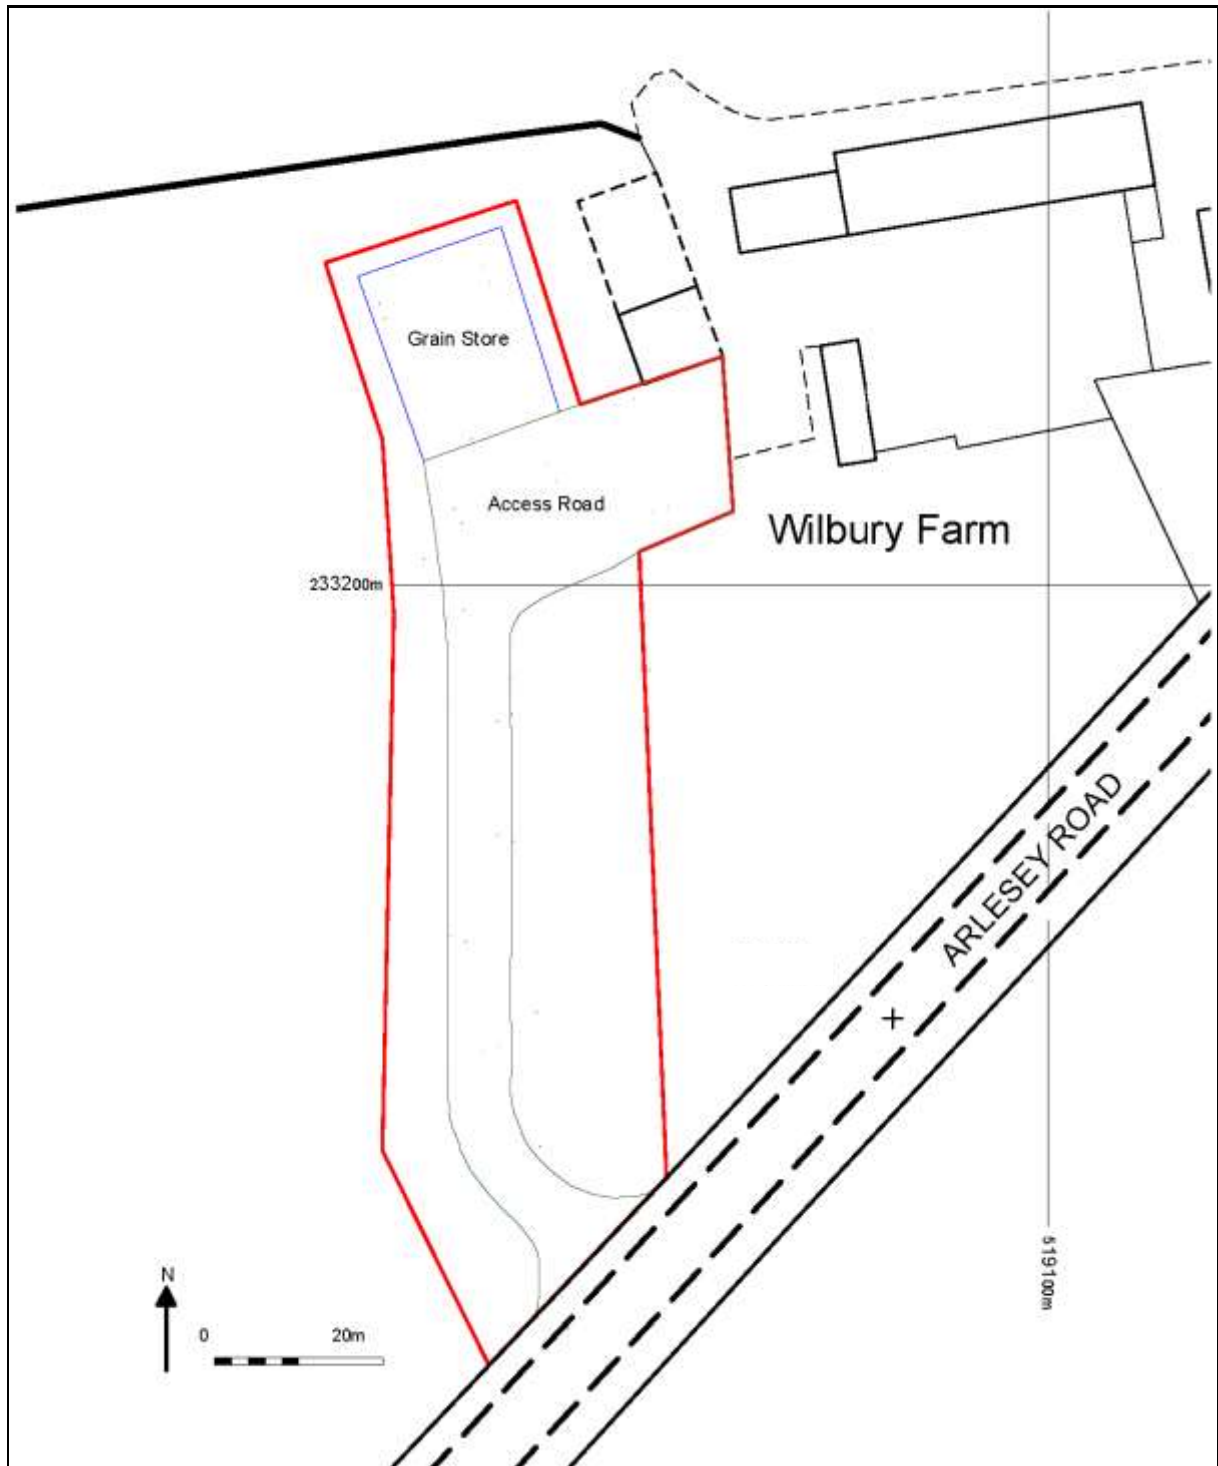 Grain Store
Access Road
Wilbury Farm
233200m
ARLESEY ROAD
519100m
N
0 20m